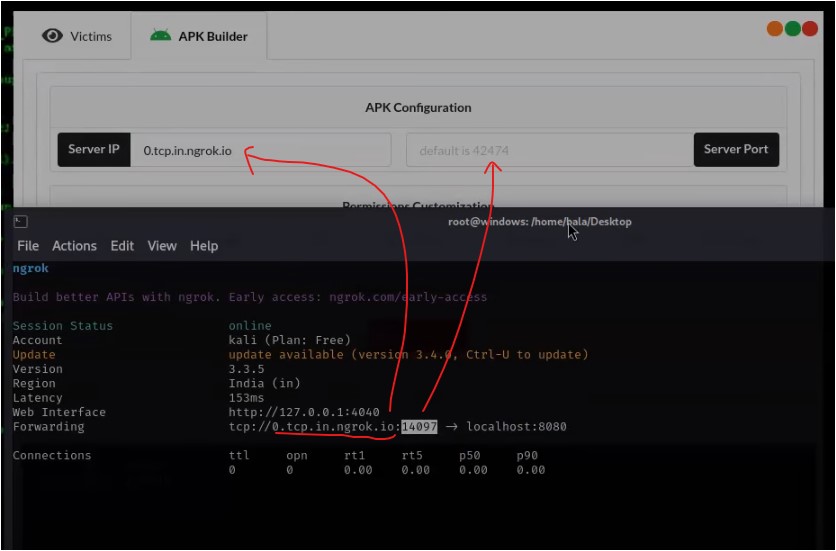 Victims APK Builder
APK Configuration
Server IP 0.tcp.in.ngrok.io default is 42474 Server Port
Permissions Customization
root@windows: /home/bala/Desktop
File Actions Edit View Help
ngrok
Build better APIs with ngrok. Early access: ngrok.com/early-access
Session Status online
Account kali (Plan: Free)
Update update available (version 3.4.0, Ctrl-U to update)
Version 3.3.5
Region India (in)
Latency 153ms
Web Interface http://127.0.0.1:4040
Forwarding tcp://0.tcp.in.ngrok.io:14097 -> localhost:8080
Connections ttl opn rt1 rt5 p50 p90
0 0 0.00 0.00 0.00 0.00